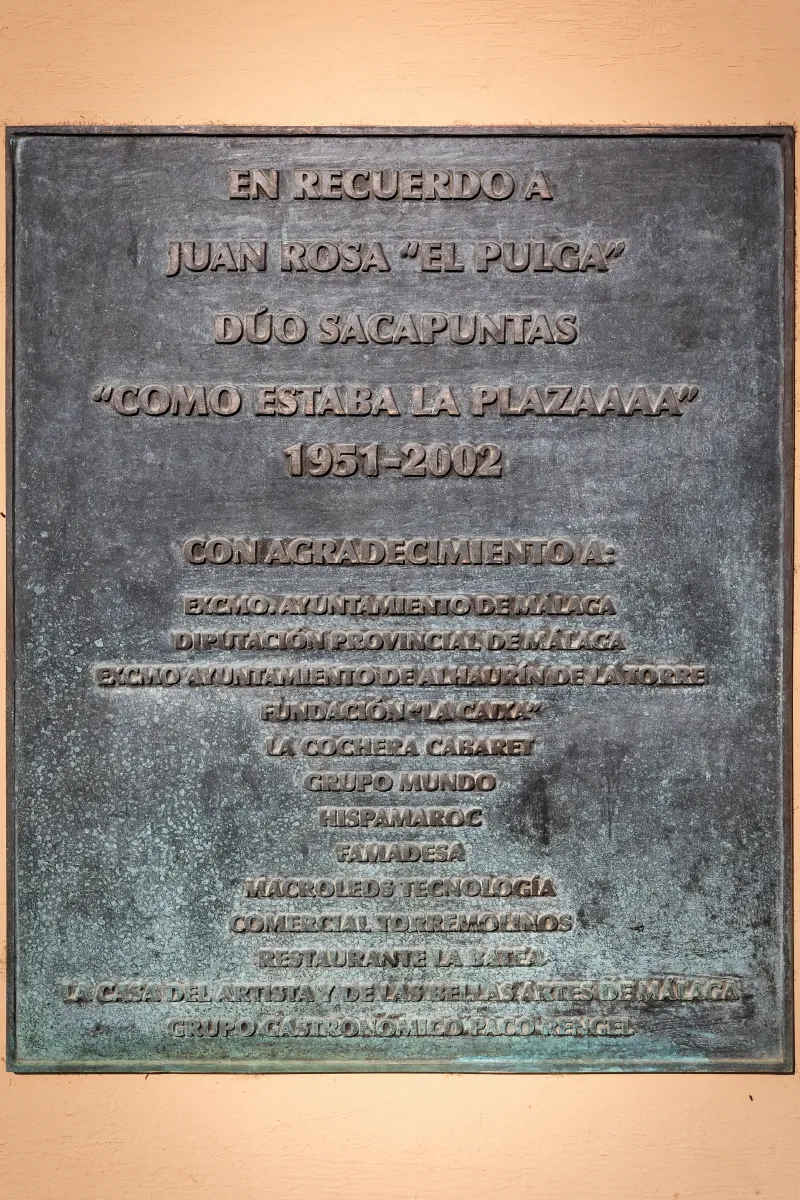 EN RECUERDO A
JUAN ROSA "EL PULGA"
DÚO SACAPUNTAS
"COMO ESTABA LA PLAZAAAA"
1951-2002
CON AGRADECIMIENTO A:
EXCMO. AYUNTAMIENTO DE MÁLAGA
DIPUTACIÓN PROVINCIAL DE MÁLAGA
EXCMO AYUNTAMIENTO DE ALHAURÍN DE LA TORRE
FUNDACIÓN "LA CAIXA"
LA COCHERA CABARET
GRUPO MUNDO
HISPAMAROC
FAMADESA
MACROLEDS TECNOLOGÍA
COMERCIAL TORREMOLINOS
RESTAURANTE LA BATEA
LA CASA DEL ARTISTA Y DE LAS BELLAS ARTES DE MÁLAGA
GRUPO GASTRONÓMICO PACO RENGEL